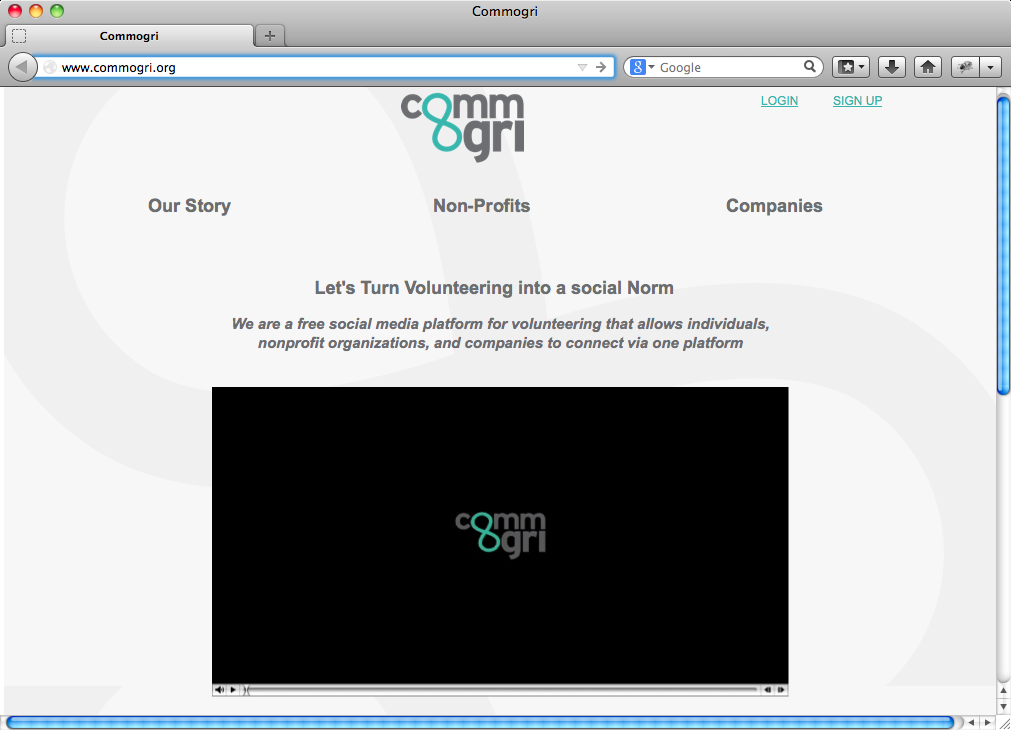 Commogri
Commogri
www.commogri.org
Google
comm
8gri
LOGIN
SIGN UP
Our Story
Non-Profits
Companies
Let's Turn Volunteering into a social Norm
We are a free social media platform for volunteering that allows individuals,
nonprofit organizations, and companies to connect via one platform
comm
8gri